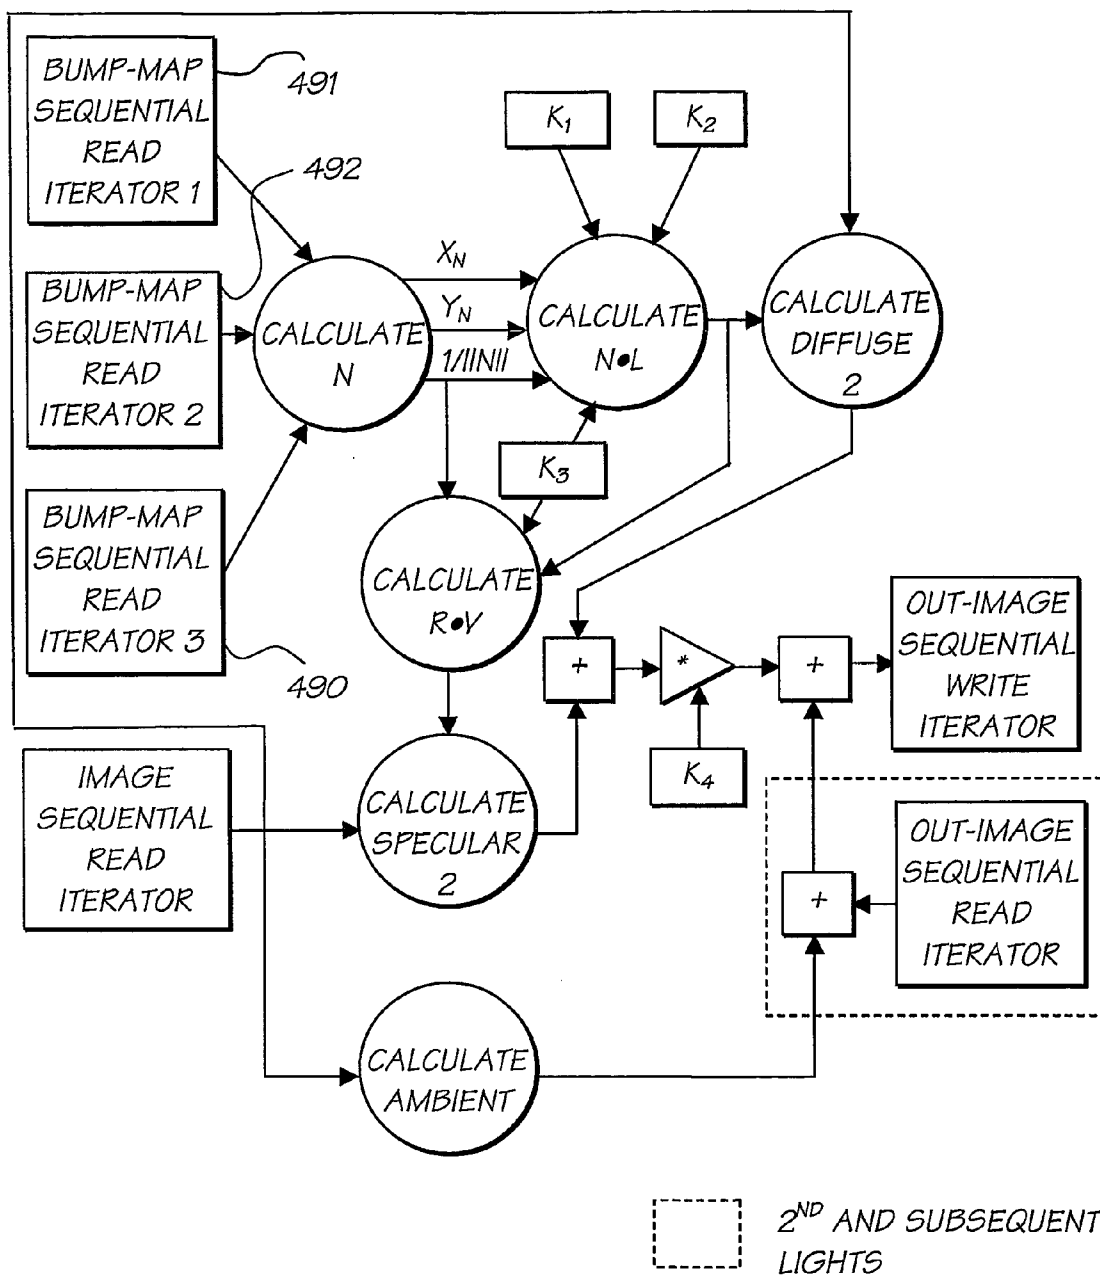 BUMP-MAP
SEQUENTIAL
READ
ITERATOR 1
491
BUMP-MAP
SEQUENTIAL
READ
ITERATOR 2
492
BUMP-MAP
SEQUENTIAL
READ
ITERATOR 3
490
K1
K2
CALCULATE
N
XN
YN
1/||N||
CALCULATE
N•L
CALCULATE
DIFFUSE
2
K3
CALCULATE
R•V
+
*
+
K4
OUT-IMAGE
SEQUENTIAL
WRITE
ITERATOR
IMAGE
SEQUENTIAL
READ
ITERATOR
CALCULATE
SPECULAR
2
+
OUT-IMAGE
SEQUENTIAL
READ
ITERATOR
CALCULATE
AMBIENT
2ND AND SUBSEQUENT
LIGHTS